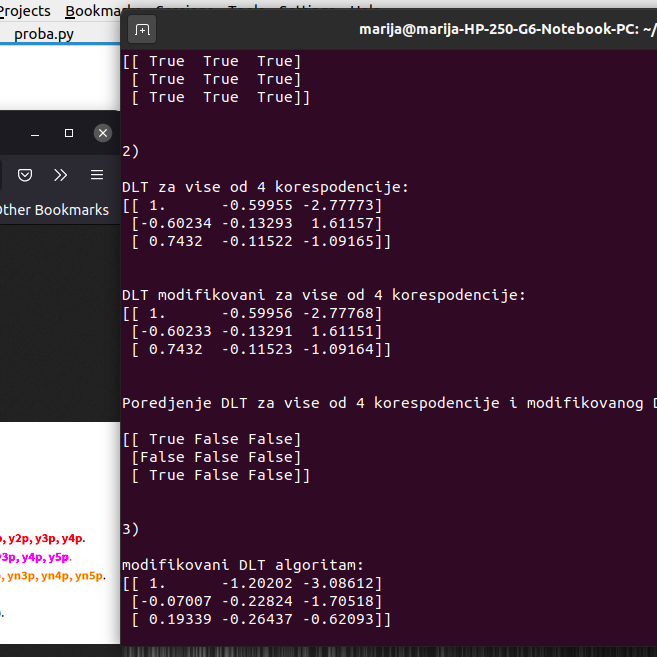 Projects
proba.py
Other Bookmarks
y2p, y3p, y4p.
y3p, y4p, y5p.
yn3p, yn4p, yn5p.
marija@marija-HP-250-G6-Notebook-PC: ~/
[[ True  True  True]
 [ True  True  True]
 [ True  True  True]]
2)
DLT za vise od 4 korespodencije:
[[ 1.      -0.59955 -2.77773]
 [-0.60234 -0.13293  1.61157]
 [ 0.7432  -0.11522 -1.09165]]
DLT modifikovani za vise od 4 korespodencije:
[[ 1.      -0.59956 -2.77768]
 [-0.60233 -0.13291  1.61151]
 [ 0.7432  -0.11523 -1.09164]]
Poredjenje DLT za vise od 4 korespodencije i modifikovanog
[[ True False False]
 [False False False]
 [ True False False]]
3)
modifikovani DLT algoritam:
[[ 1.      -1.20202 -3.08612]
 [-0.07007 -0.22824 -1.70518]
 [ 0.19339 -0.26437 -0.62093]]